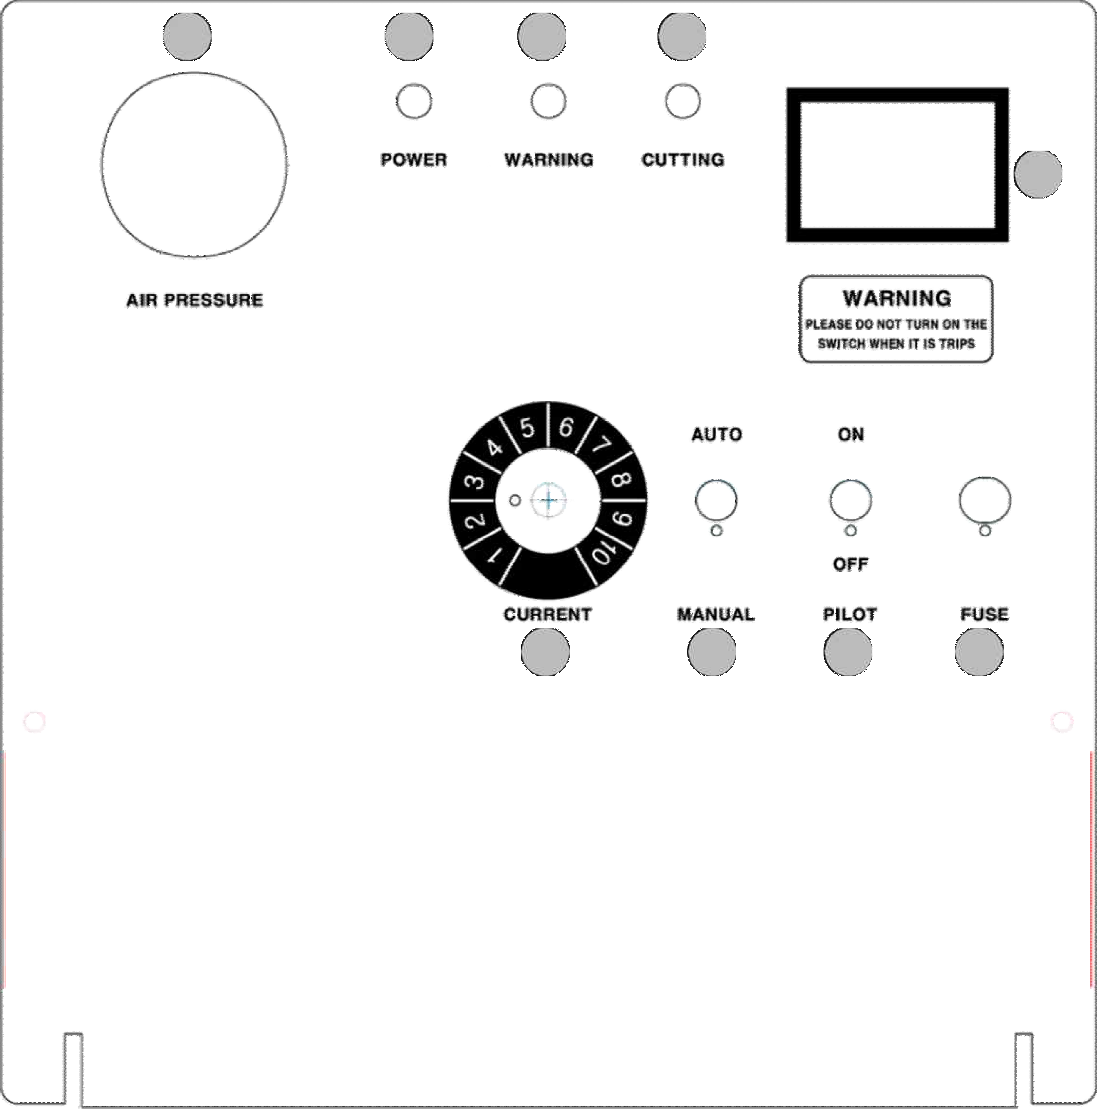 POWER WARNING CUTTING
AIR PRESSURE
WARNING
PLEASE DO NOT TURN ON THE
SWITCH WHEN IT IS TRIPS
1 2 3 4 5 6 7 8 9 10
AUTO ON
OFF
CURRENT MANUAL PILOT FUSE